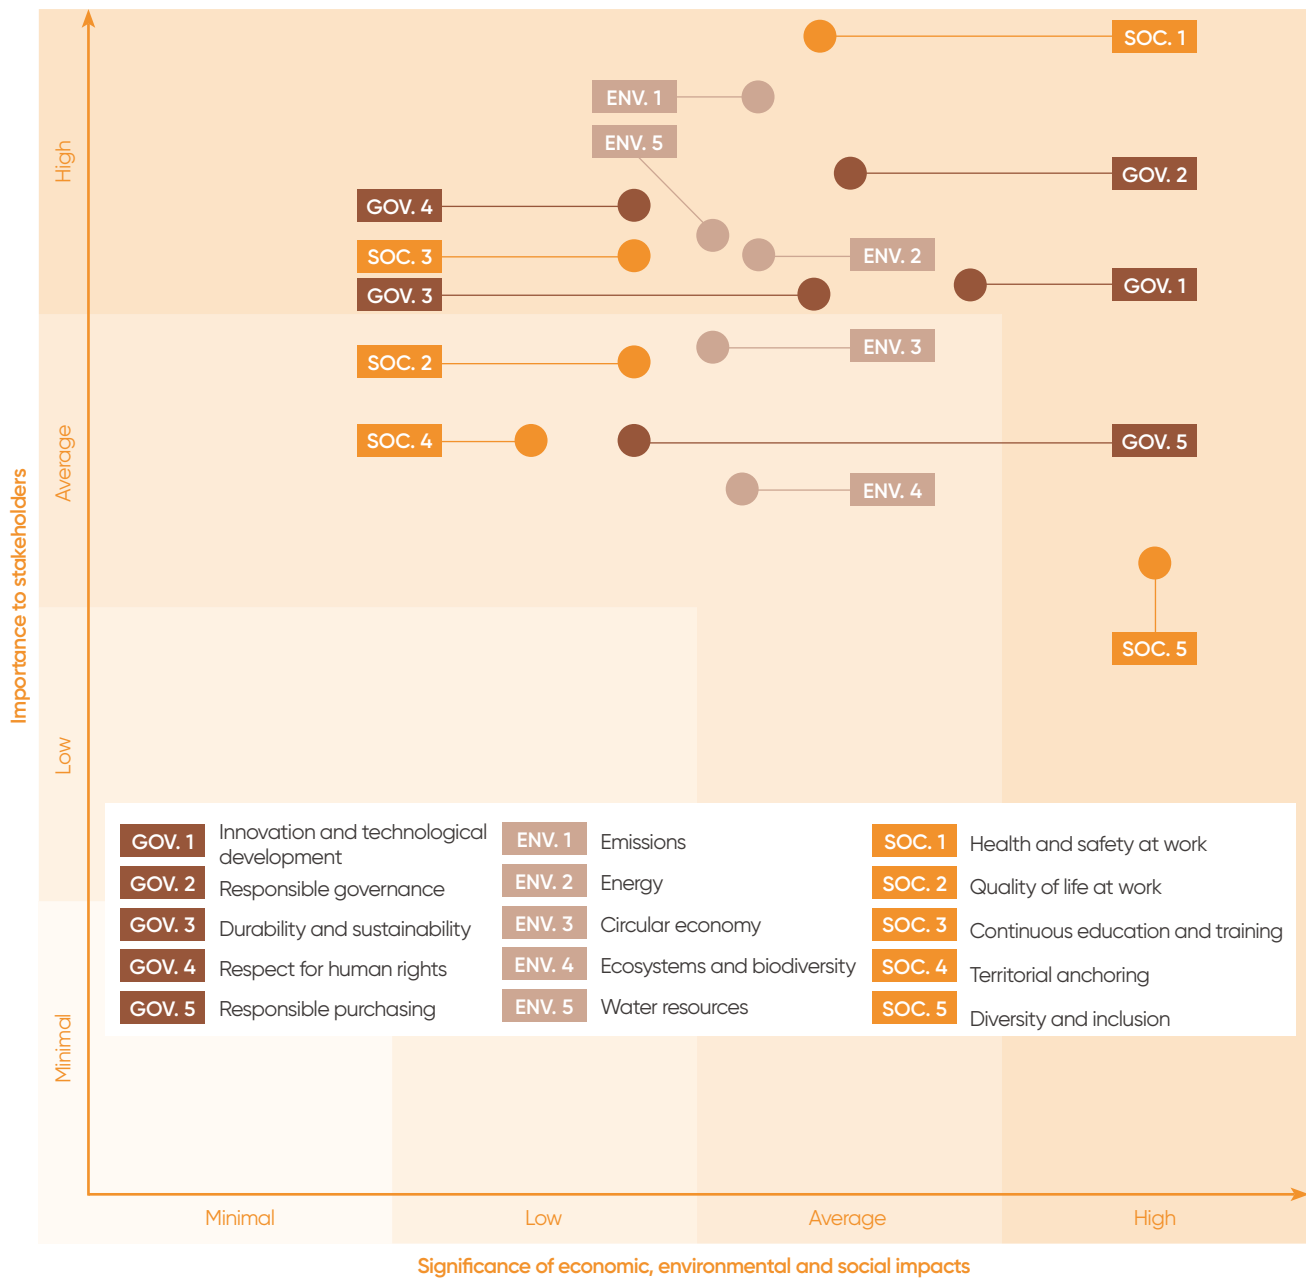 SOC. 1
ENV. 1
ENV. 5
High
GOV. 2
GOV. 4
SOC. 3
ENV. 2
GOV. 3
GOV. 1
SOC. 2
ENV. 3
Average
SOC. 4
GOV. 5
ENV. 4
Importance to stakeholders
SOC. 5
Low
GOV. 1
Innovation and technological
development
GOV. 2
Responsible governance
GOV. 3
Durability and sustainability
GOV. 4
Respect for human rights
GOV. 5
Responsible purchasing
ENV. 1
Emissions
ENV. 2
Energy
ENV. 3
Circular economy
ENV. 4
Ecosystems and biodiversity
ENV. 5
Water resources
SOC. 1
Health and safety at work
SOC. 2
Quality of life at work
SOC. 3
Continuous education and training
SOC. 4
Territorial anchoring
SOC. 5
Diversity and inclusion
Minimal
Minimal
Low
Average
High
Significance of economic, environmental and social impacts